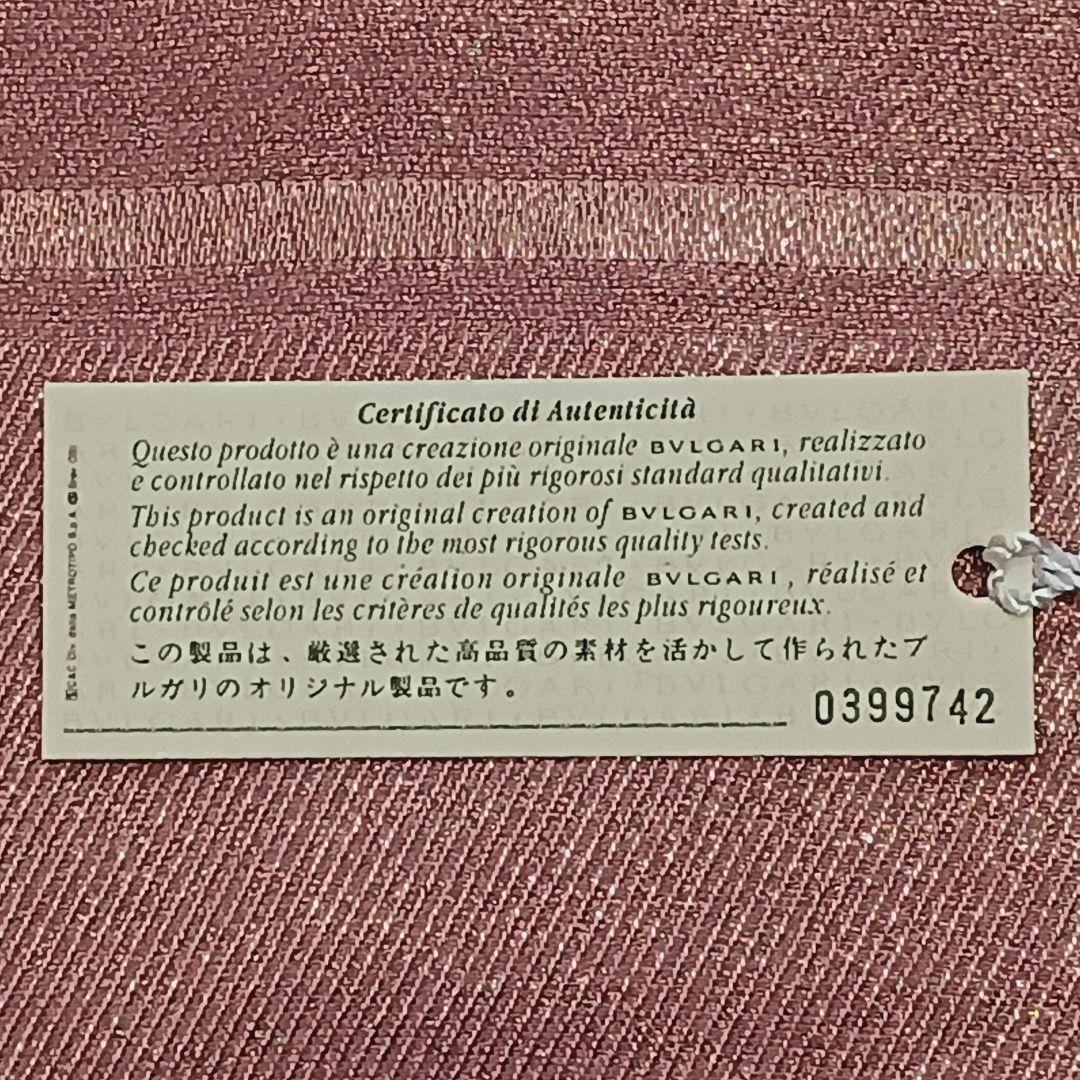 Certificato di Autenticità
Questo prodotto è una creazione originale BVLGARI, realizzato
e controllato nel rispetto dei più rigorosi standard qualitativi.
This product is an original creation of BVLGARI, created and
checked according to the most rigorous quality tests.
Ce produit est une création originale BVLGARI, réalisé et
contrôlé selon les critères de qualités les plus rigoureux.
この製品は、厳選された高品質の素材を活かして作られたブ
ルガリのオリジナル製品です。
0399742
METROTIPO S.p.A.